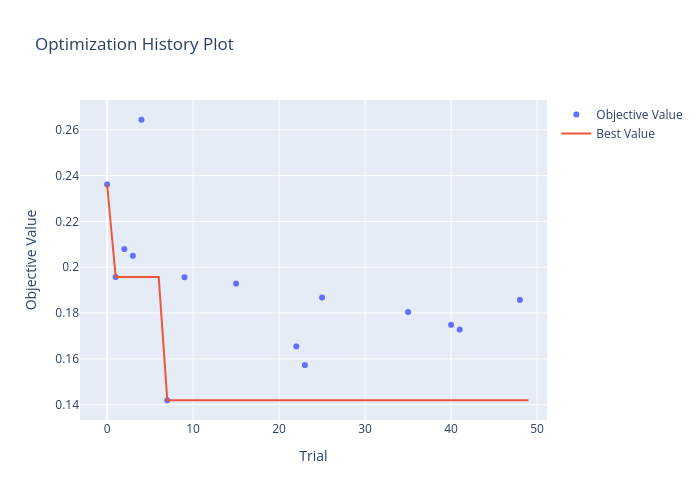 Optimization History Plot
Objective Value
Best Value
0.26
0.24
0.22
0.2
0.18
0.16
0.14
Objective Value
0 10 20 30 40 50
Trial